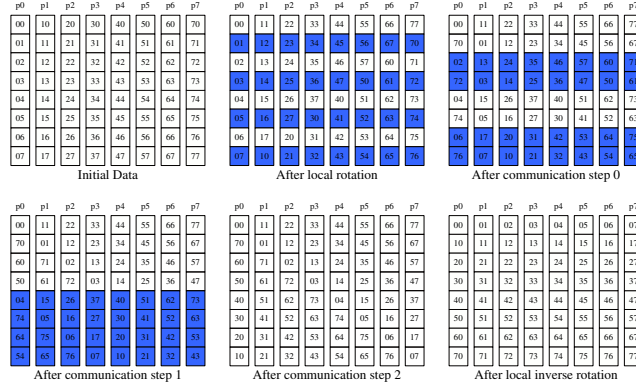 p0 p1 p2 p3 p4 p5 p6 p7
00 10 20 30 40 50 60 70
01 11 21 31 41 51 61 71
02 12 22 32 42 52 62 72
03 13 23 33 43 53 63 73
04 14 24 34 44 54 64 74
05 15 25 35 45 55 65 75
06 16 26 36 46 56 66 76
07 17 27 37 47 57 67 77
Initial Data
p0 p1 p2 p3 p4 p5 p6 p7
00 11 22 33 44 55 66 77
01 12 23 34 45 56 67 70
02 13 24 35 46 57 60 71
03 14 25 36 47 50 61 72
04 15 26 37 40 51 62 73
05 16 27 30 41 52 63 74
06 17 20 31 42 53 64 75
07 10 21 32 43 54 65 76
After local rotation
p0 p1 p2 p3 p4 p5 p6 p7
00 11 22 33 44 55 66 77
70 01 12 23 34 45 56 67
02 13 24 35 46 57 60 71
72 03 14 25 36 47 50 61
04 15 26 37 40 51 62 73
74 05 16 27 30 41 52 63
06 17 20 31 42 53 64 75
76 07 10 21 32 43 54 65
After communication step 0
p0 p1 p2 p3 p4 p5 p6 p7
00 11 22 33 44 55 66 77
70 01 12 23 34 45 56 67
60 71 02 13 24 35 46 57
50 61 72 03 14 25 36 47
04 15 26 37 40 51 62 73
74 05 16 27 30 41 52 63
64 75 06 17 20 31 42 53
54 65 76 07 10 21 32 43
After communication step 1
p0 p1 p2 p3 p4 p5 p6 p7
00 11 22 33 44 55 66 77
70 01 12 23 34 45 56 67
60 71 02 13 24 35 46 57
50 61 72 03 14 25 36 47
40 51 62 73 04 15 26 37
30 41 52 63 74 05 16 27
20 31 42 53 64 75 06 17
10 21 32 43 54 65 76 07
After communication step 2
p0 p1 p2 p3 p4 p5 p6 p7
00 01 02 03 04 05 06 07
10 11 12 13 14 15 16 17
20 21 22 23 24 25 26 27
30 31 32 33 34 35 36 37
40 41 42 43 44 45 46 47
50 51 52 53 54 55 56 57
60 61 62 63 64 65 66 67
70 71 72 73 74 75 76 77
After local inverse rotation